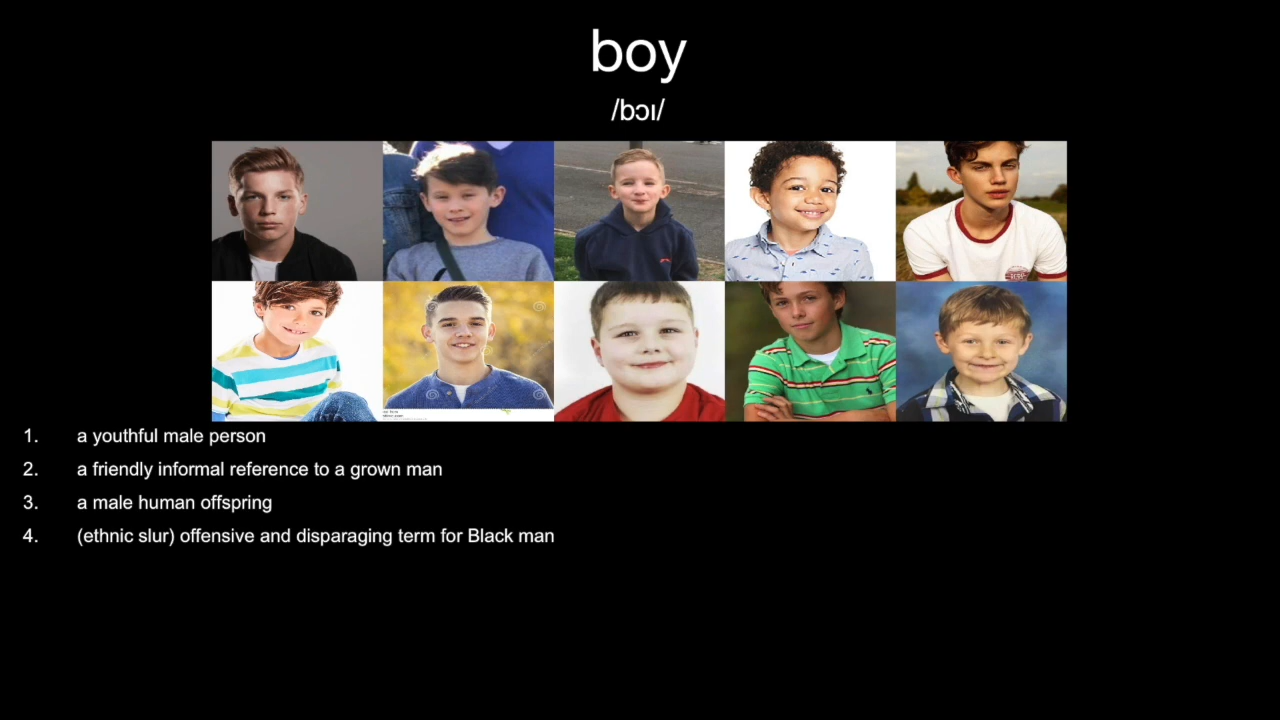 boy
/bɔɪ/
1. a youthful male person
2. a friendly informal reference to a grown man
3. a male human offspring
4. (ethnic slur) offensive and disparaging term for Black man